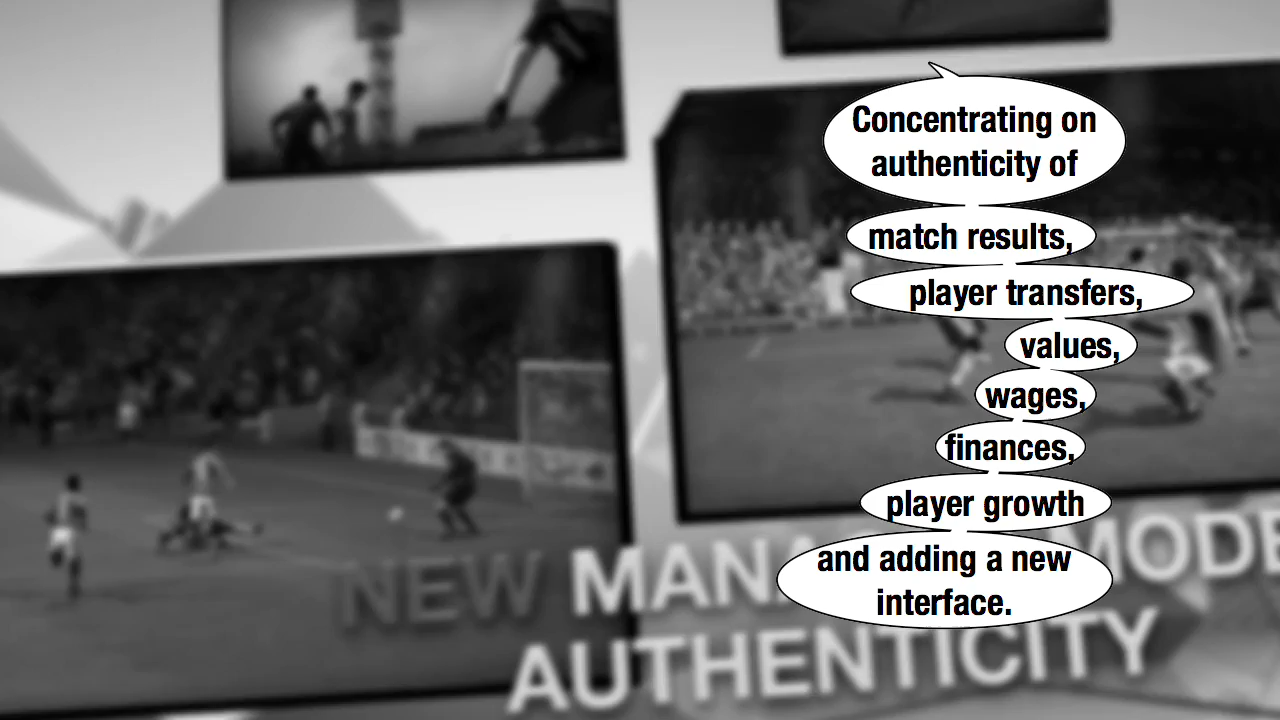 Concentrating on
authenticity of
match results,
player transfers,
values,
wages,
finances,
player growth
and adding a new
interface.
NEW MANA MODE
AUTHENTICITY